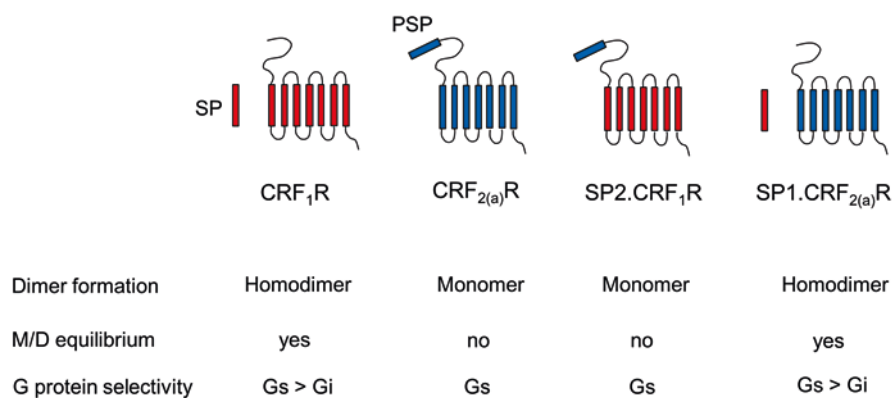 PSP
SP
CRF₁R CRF₂₍ₐ₎R SP2.CRF₁R SP1.CRF₂₍ₐ₎R
Dimer formation Homodimer Monomer Monomer Homodimer
M/D equilibrium yes no no yes
G protein selectivity Gs > Gi Gs Gs Gs > Gi